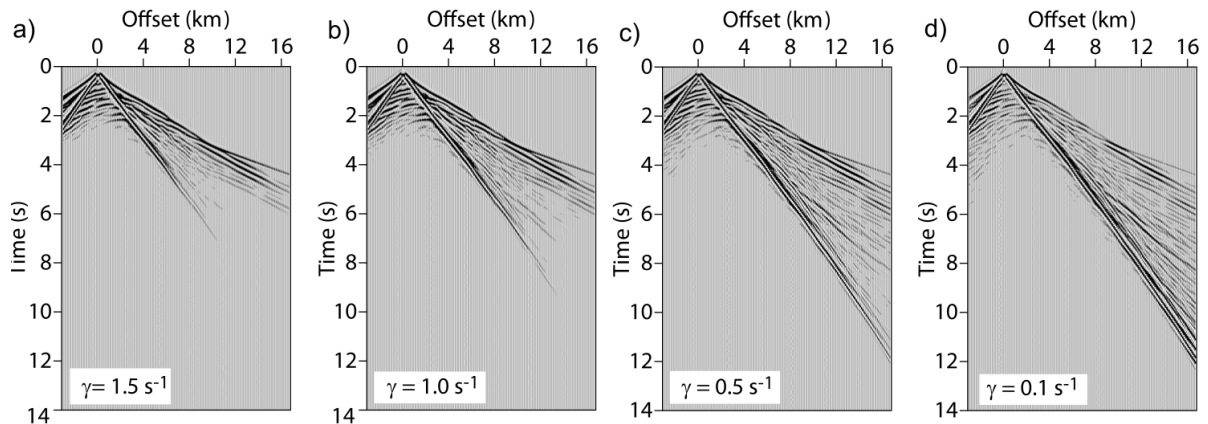 a)
Offset (km)
0 4 8 12 16
0
2
4
6
8
10
12
14
Time (s)
γ= 1.5 s-1
b)
Offset (km)
0 4 8 12 16
0
2
4
6
8
10
12
14
Time (s)
γ = 1.0 s-1
c)
Offset (km)
0 4 8 12 16
0
2
4
6
8
10
12
14
Time (s)
γ = 0.5 s-1
d)
Offset (km)
0 4 8 12 16
0
2
4
6
8
10
12
14
Time (s)
γ = 0.1 s-1